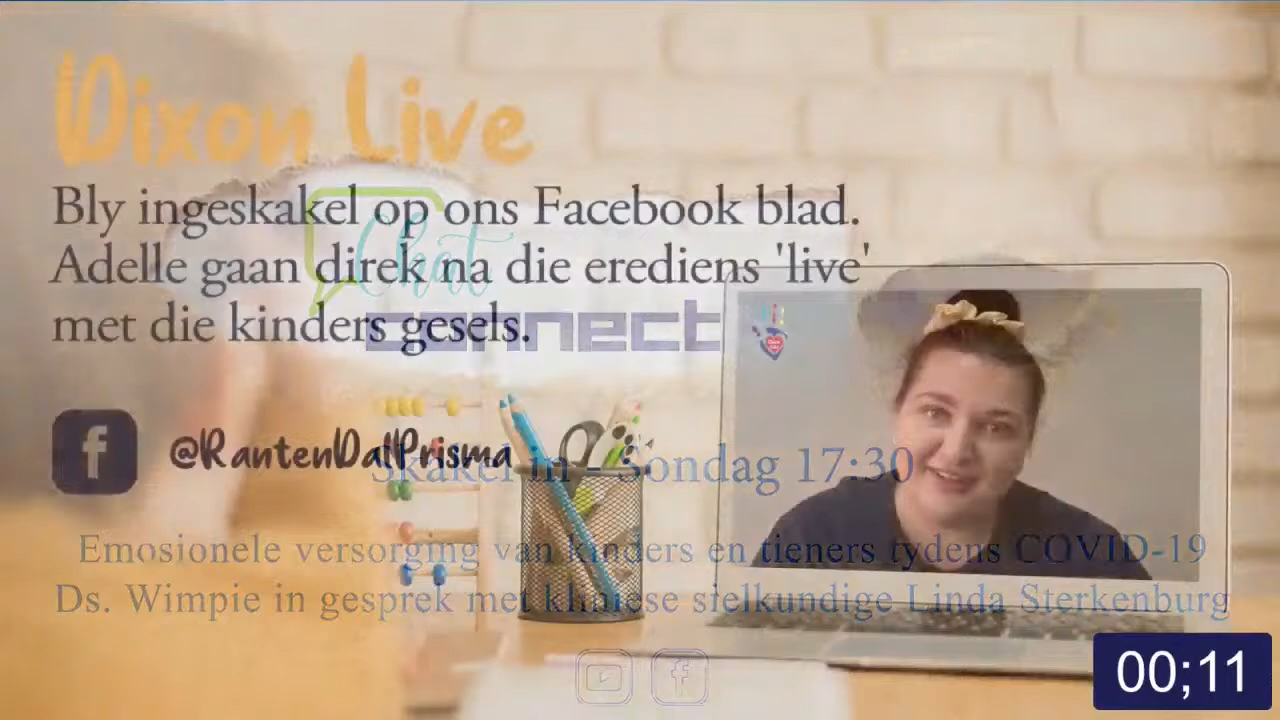 Dixon Live
Bly ingeskakel op ons Facebook blad.
Adelle gaan direk na die erediens 'live'
met die kinders gesels.
Chat
connect
@RantenDalPrisma
Skakel in - Sondag 17:30
Emosionele versorging van kinders en tieners tydens COVID-19
Ds. Wimpie in gesprek met kliniese sielkundige Linda Sterkenburg
00;11